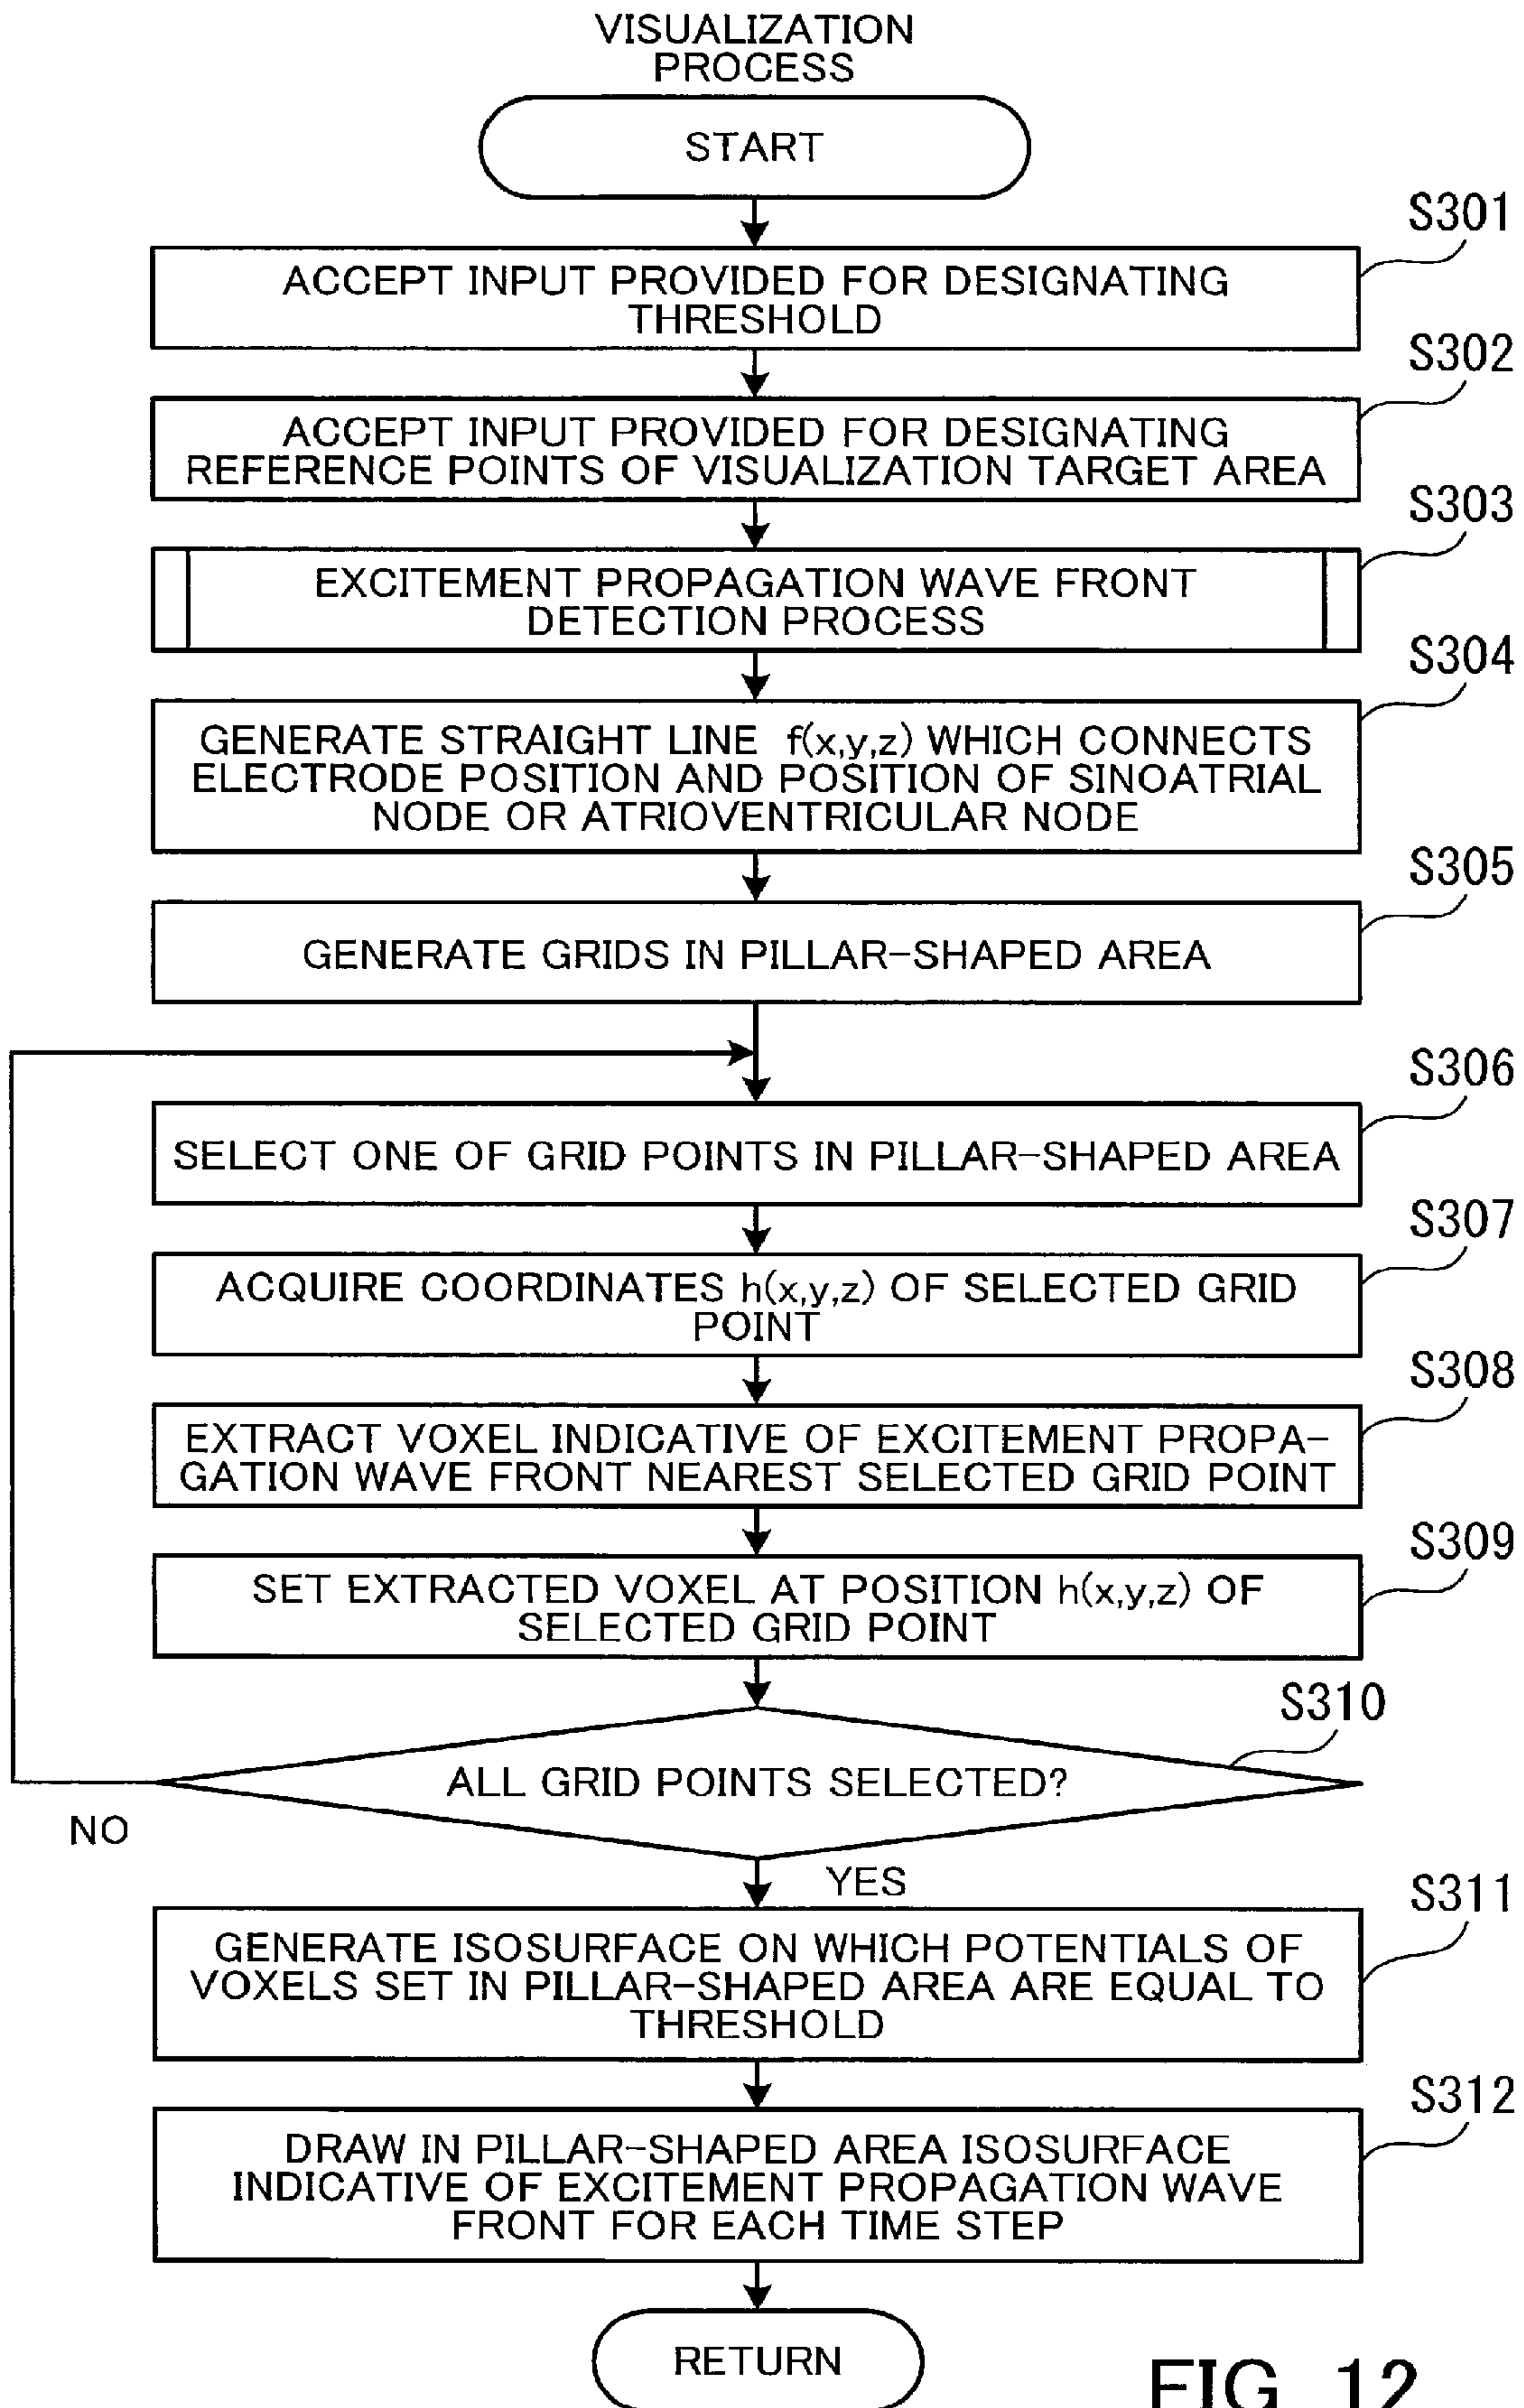 VISUALIZATION
PROCESS
START
S301
ACCEPT INPUT PROVIDED FOR DESIGNATING
THRESHOLD
S302
ACCEPT INPUT PROVIDED FOR DESIGNATING
REFERENCE POINTS OF VISUALIZATION TARGET AREA
S303
EXCITEMENT PROPAGATION WAVE FRONT
DETECTION PROCESS
S304
GENERATE STRAIGHT LINE f(x,y,z) WHICH CONNECTS
ELECTRODE POSITION AND POSITION OF SINOATRIAL
NODE OR ATRIOVENTRICULAR NODE
S305
GENERATE GRIDS IN PILLAR-SHAPED AREA
S306
SELECT ONE OF GRID POINTS IN PILLAR-SHAPED AREA
S307
ACQUIRE COORDINATES h(x,y,z) OF SELECTED GRID
POINT
S308
EXTRACT VOXEL INDICATIVE OF EXCITEMENT PROPA-
GATION WAVE FRONT NEAREST SELECTED GRID POINT
S309
SET EXTRACTED VOXEL AT POSITION h(x,y,z) OF
SELECTED GRID POINT
S310
ALL GRID POINTS SELECTED?
NO
YES
S311
GENERATE ISOSURFACE ON WHICH POTENTIALS OF
VOXELS SET IN PILLAR-SHAPED AREA ARE EQUAL TO
THRESHOLD
S312
DRAW IN PILLAR-SHAPED AREA ISOSURFACE
INDICATIVE OF EXCITEMENT PROPAGATION WAVE
FRONT FOR EACH TIME STEP
RETURN
FIG. 12